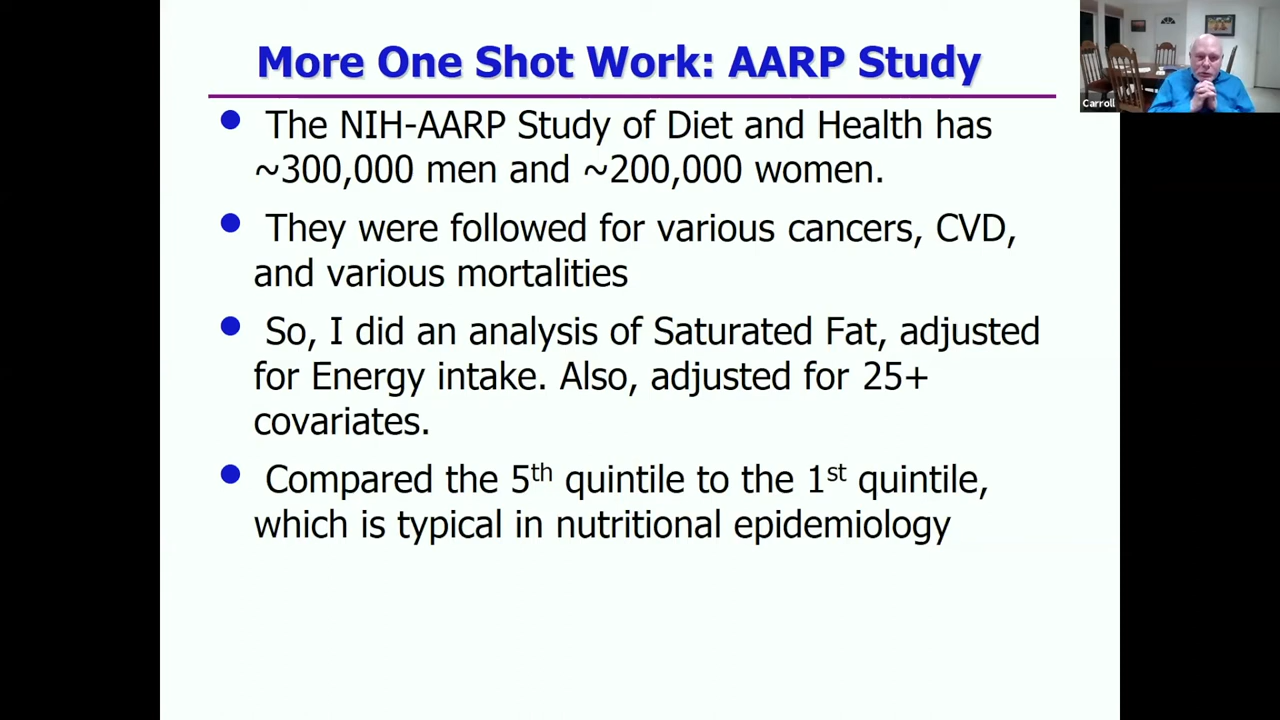 More One Shot Work: AARP Study
Carroll
● The NIH-AARP Study of Diet and Health has
~300,000 men and ~200,000 women.
● They were followed for various cancers, CVD,
and various mortalities
● So, I did an analysis of Saturated Fat, adjusted
for Energy intake. Also, adjusted for 25+
covariates.
● Compared the 5th quintile to the 1st quintile,
which is typical in nutritional epidemiology